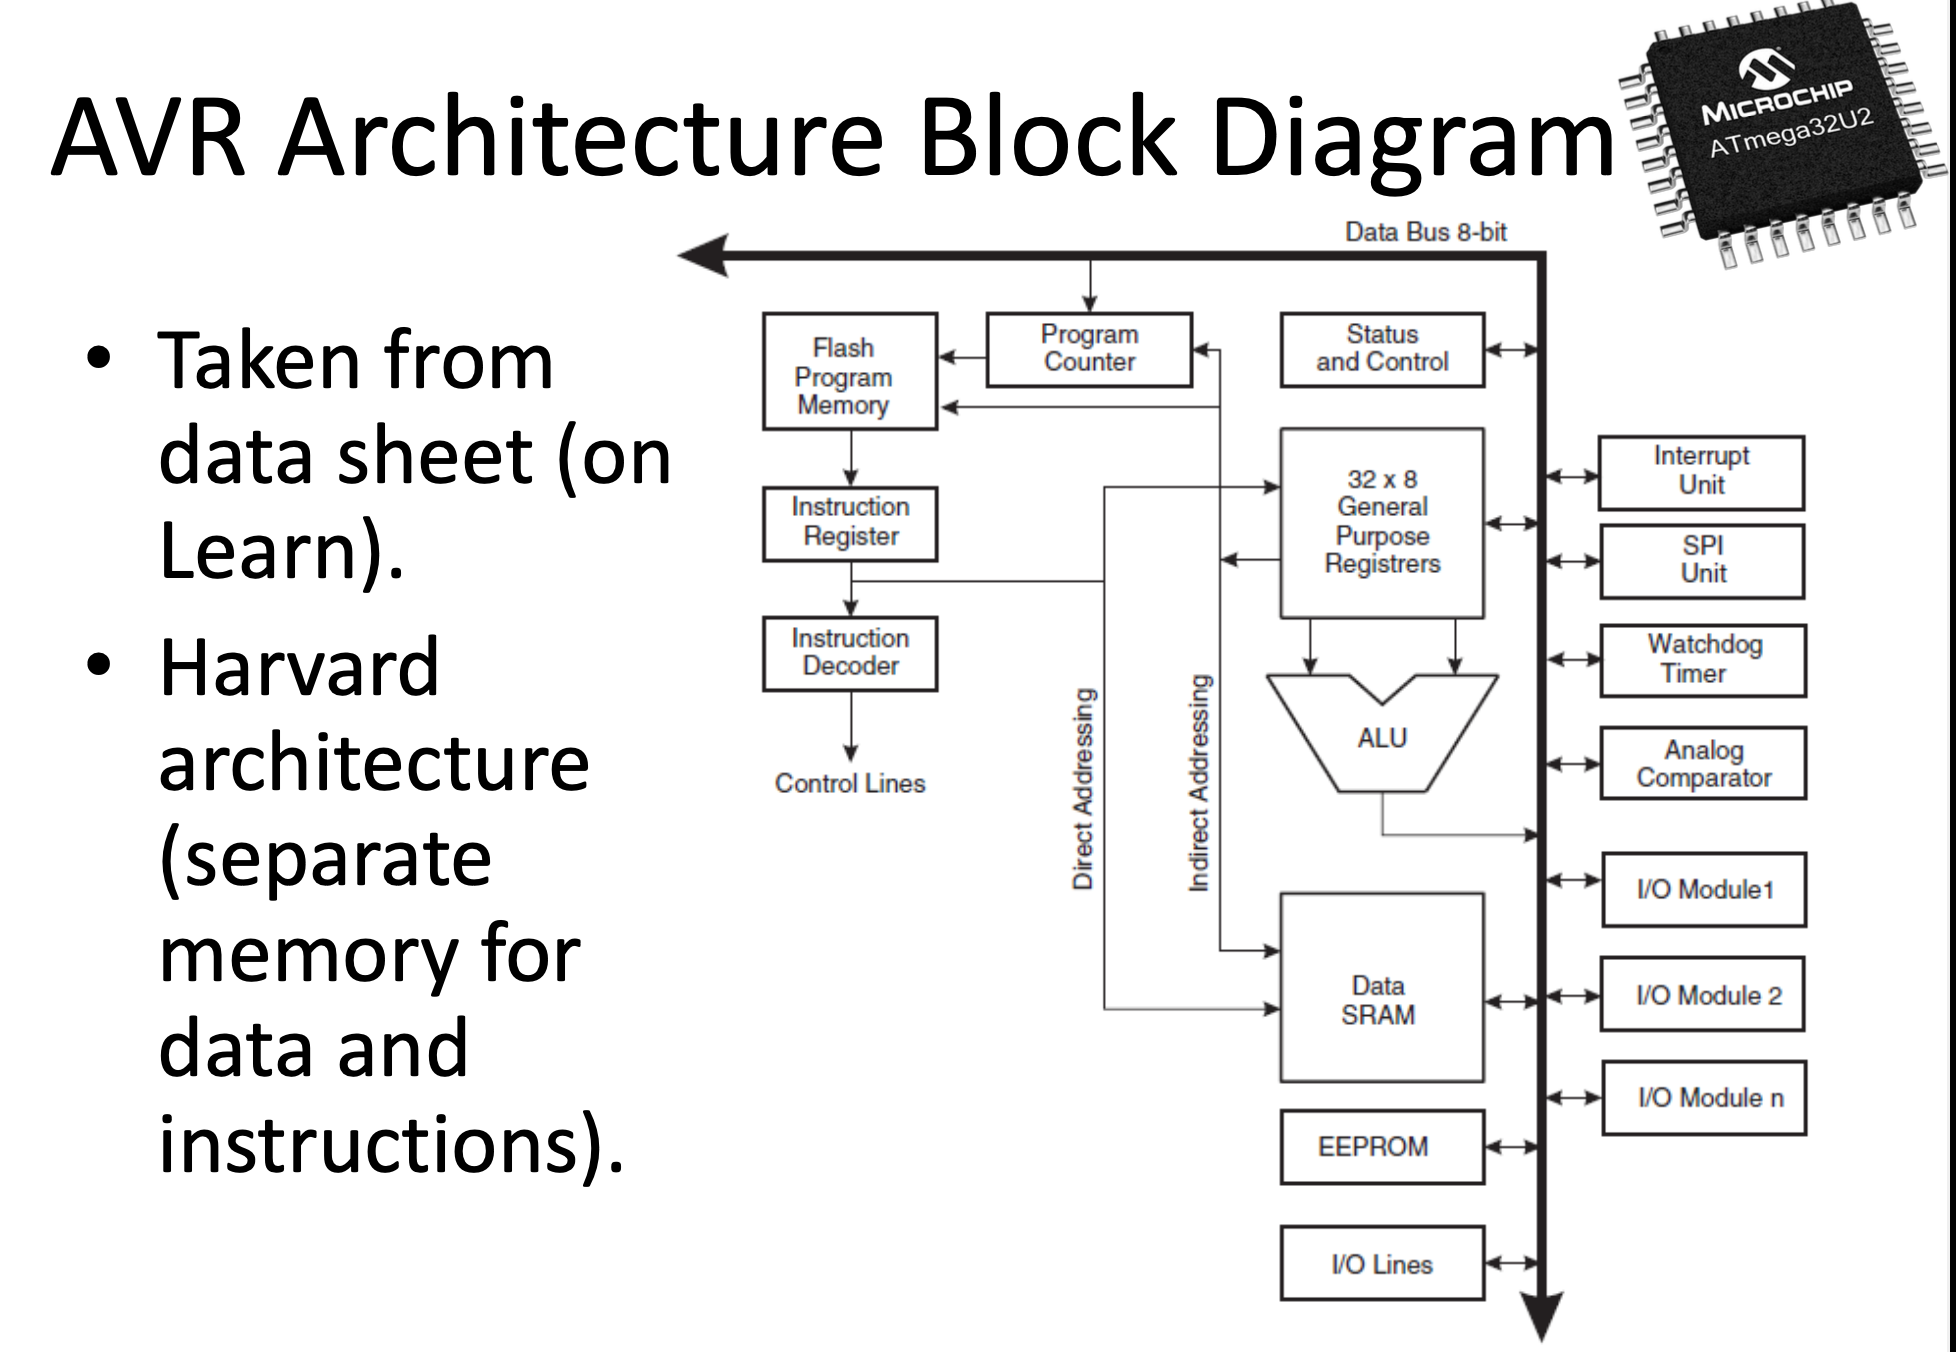 AVR Architecture Block Diagram
MICROCHIP
ATmega32U2
• Taken from
data sheet (on
Learn).
• Harvard
architecture
(separate
memory for
data and
instructions).
Data Bus 8-bit
Flash
Program
Memory
Program
Counter
Status
and Control
Instruction
Register
32 x 8
General
Purpose
Registrers
Interrupt
Unit
SPI
Unit
Instruction
Decoder
Watchdog
Timer
Control Lines
Direct Addressing
Indirect Addressing
ALU
Analog
Comparator
I/O Module1
Data
SRAM
I/O Module 2
I/O Module n
EEPROM
I/O Lines